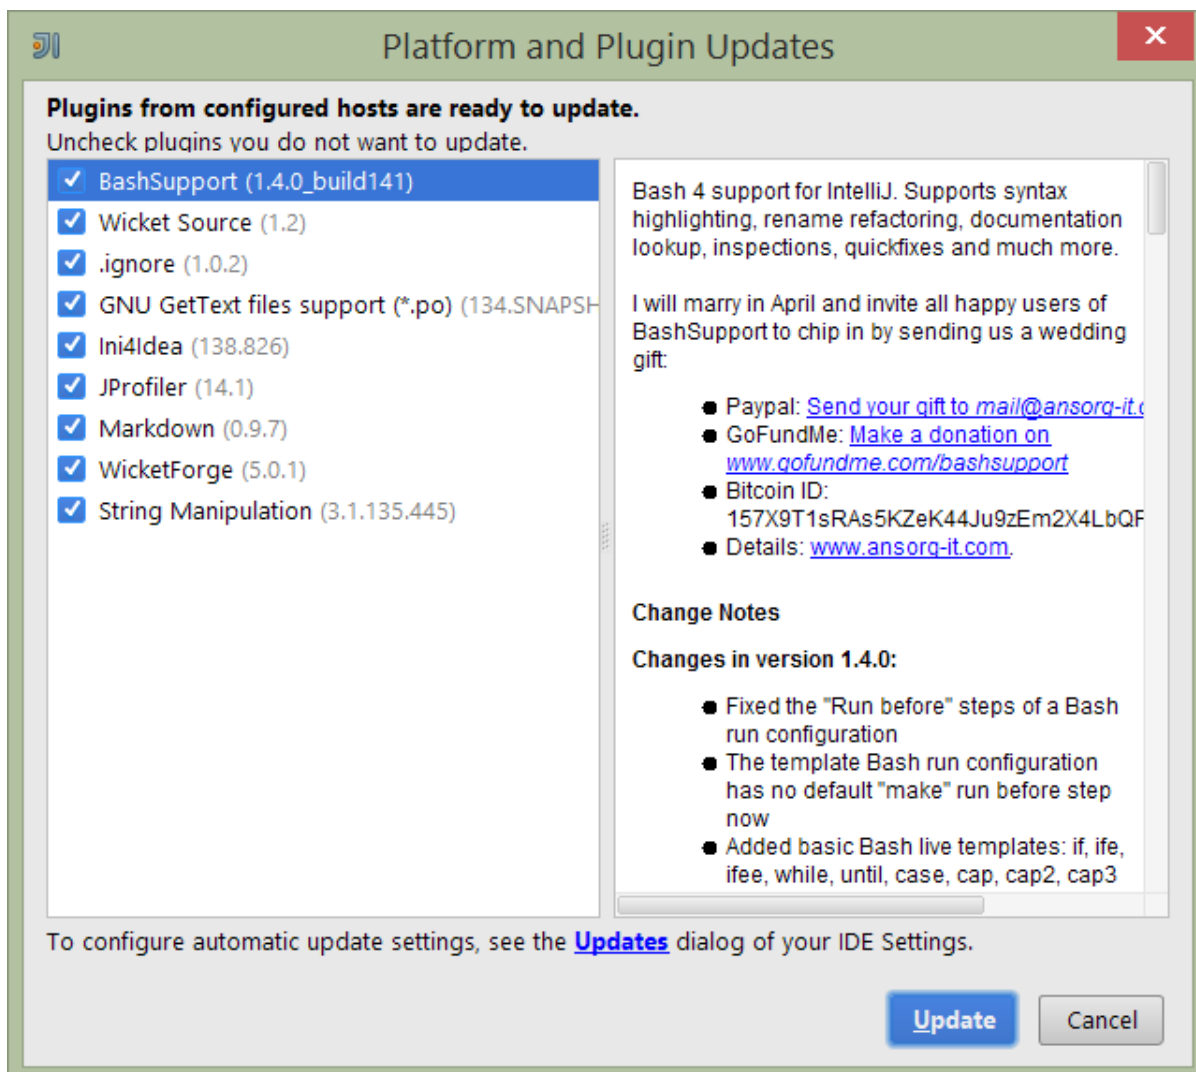 Platform and Plugin Updates
Plugins from configured hosts are ready to update.
Uncheck plugins you do not want to update.
BashSupport (1.4.0_build141)
Wicket Source (1.2)
.ignore (1.0.2)
GNU GetText files support (*.po) (134.SNAPSH
Ini4Idea (138.826)
JProfiler (14.1)
Markdown (0.9.7)
WicketForge (5.0.1)
String Manipulation (3.1.135.445)
Bash 4 support for IntelliJ. Supports syntax
highlighting, rename refactoring, documentation
lookup, inspections, quickfixes and much more.
I will marry in April and invite all happy users of
BashSupport to chip in by sending us a wedding
gift:
Paypal: Send your gift to mail@ansorg-it.c
GoFundMe: Make a donation on
www.gofundme.com/bashsupport
Bitcoin ID:
157X9T1sRAs5KZeK44Ju9zEm2X4LbQF
Details: www.ansorg-it.com.
Change Notes
Changes in version 1.4.0:
Fixed the "Run before" steps of a Bash
run configuration
The template Bash run configuration
has no default "make" run before step
now
Added basic Bash live templates: if, ife,
ifee, while, until, case, cap, cap2, cap3
To configure automatic update settings, see the Updates dialog of your IDE Settings.
Update
Cancel